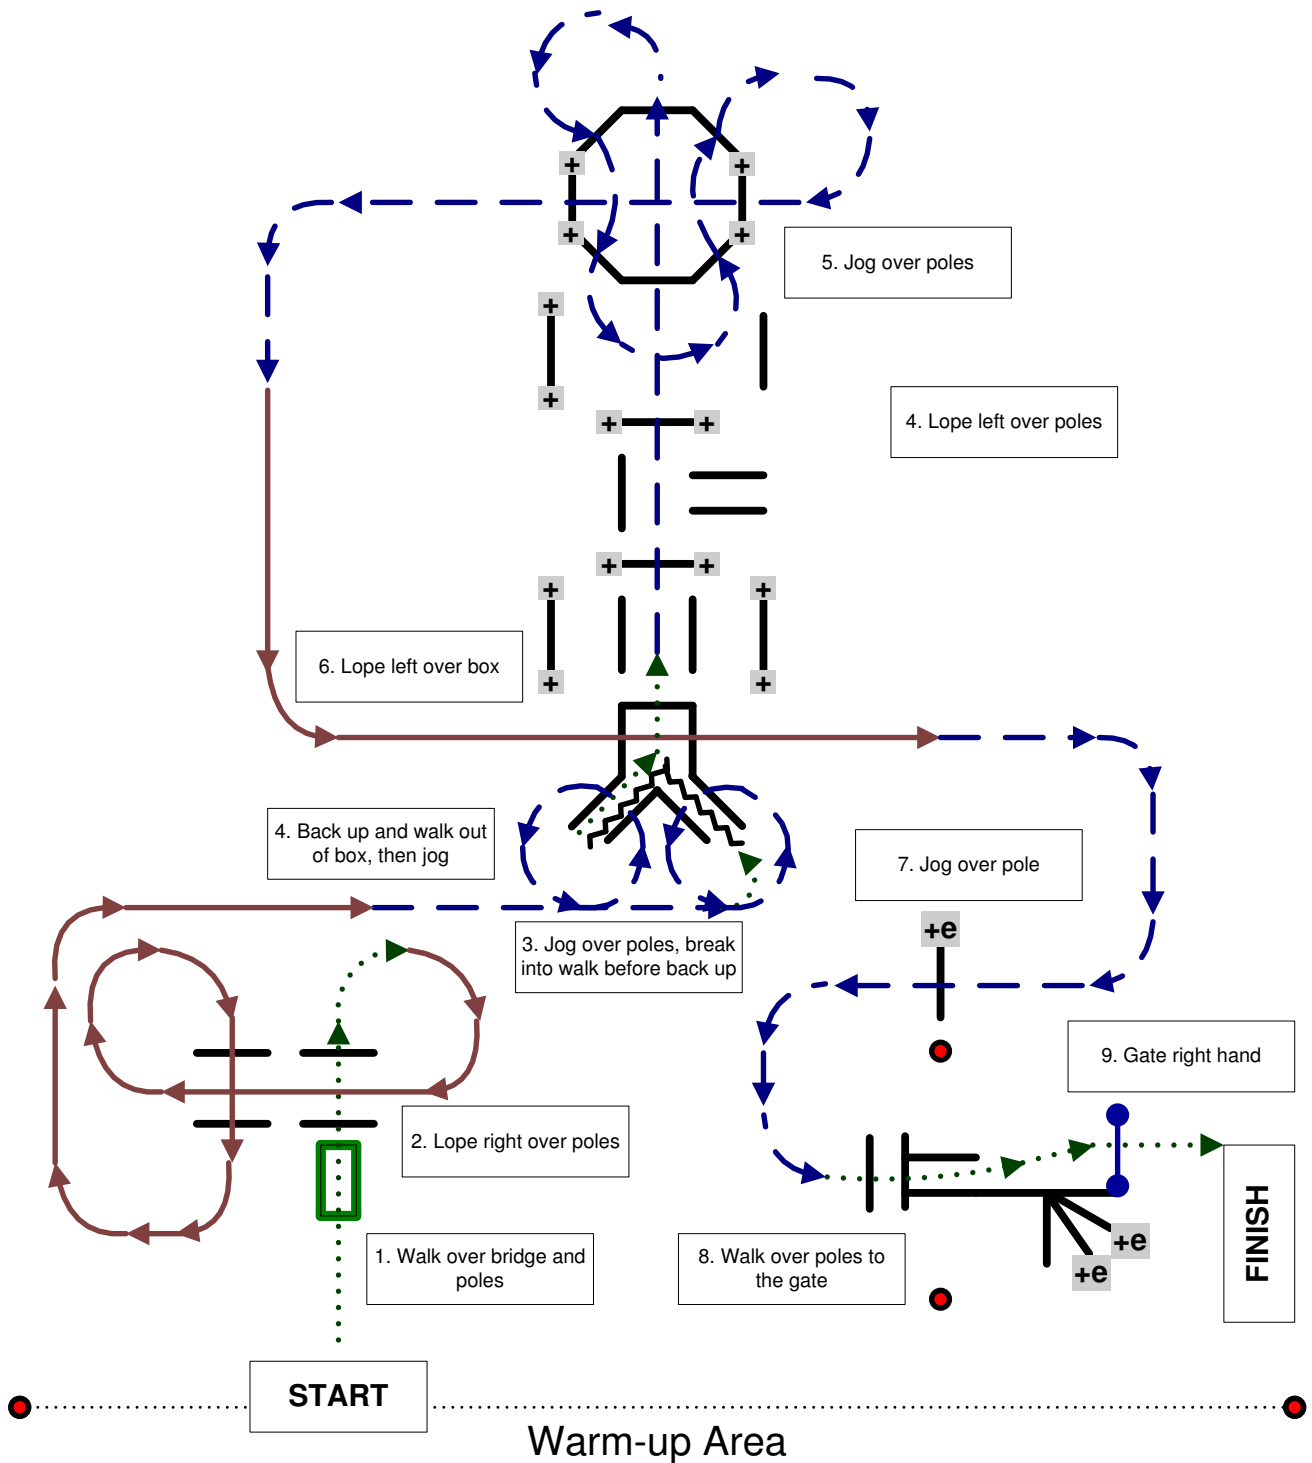 5. Jog over poles
4. Lope left over poles
6. Lope left over box
4. Back up and walk out
of box, then jog
7. Jog over pole
3. Jog over poles, break
into walk before back up
+e
9. Gate right hand
2. Lope right over poles
1. Walk over bridge and
poles
8. Walk over poles to
the gate
+e
+e
FINISH
START
Warm-up Area